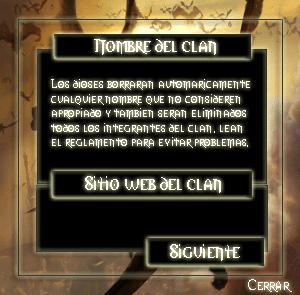 Nombre del clan
Los dioses borraran automaricamente
cualquier nombre que no consideren
apropiado y tambien seran eliminados
todos los integrantes del clan, lean
el reglamento para evitar problemas.
Sitio web del clan
Siguiente
Cerrar